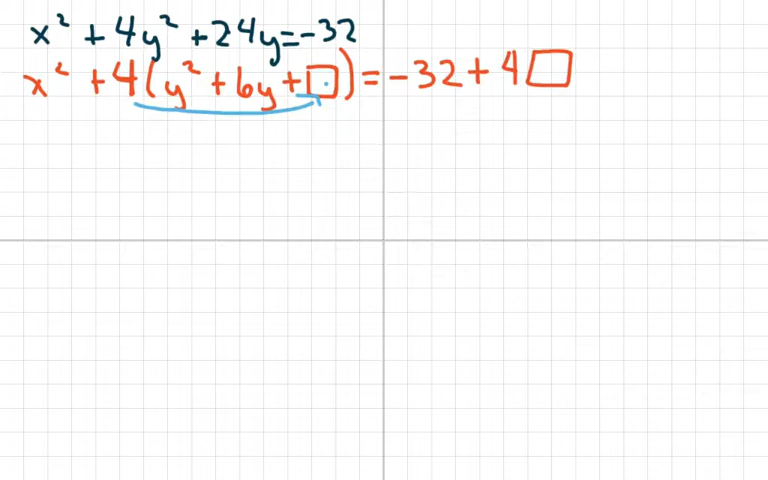 x² + 4y² + 24y = -32
x² + 4(y² + 6y + □) = -32 + 4□